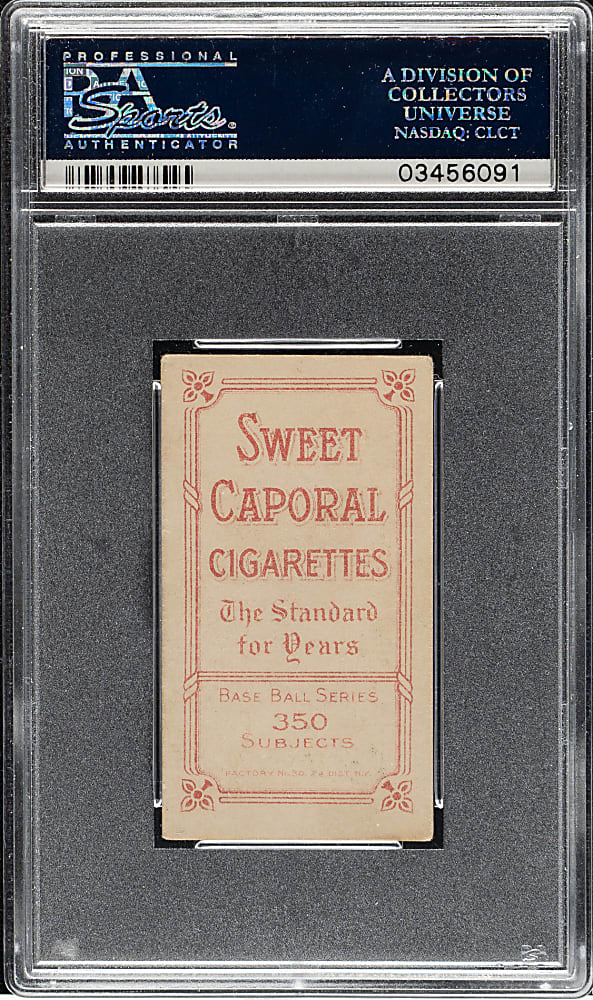 PROFESSIONAL
PSA
Sports
AUTHENTICATOR
A DIVISION OF
COLLECTORS
UNIVERSE
NASDAQ: CLCT
03456091
SWEET
CAPORAL
CIGARETTES
The Standard
for Years
BASE BALL SERIES
350
SUBJECTS
FACTORY No. 30, 2d DIST. N.Y.